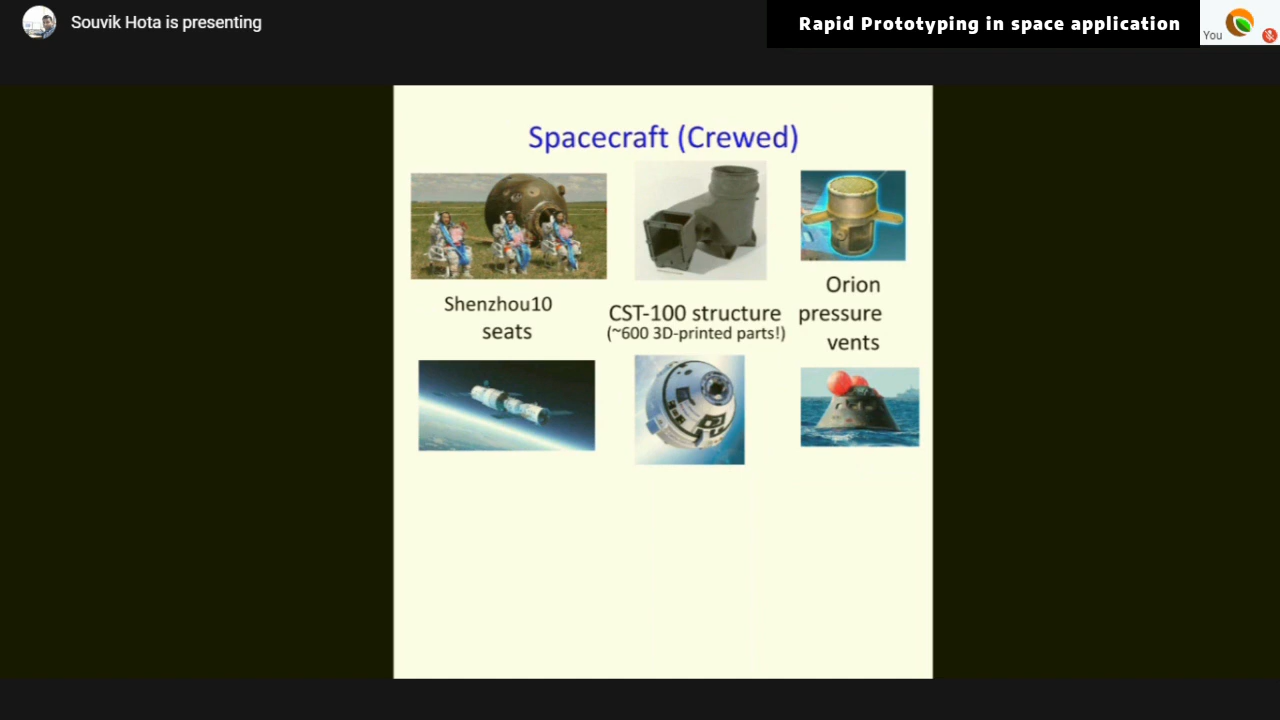 Souvik Hota is presenting
Rapid Prototyping in space application
You
Spacecraft (Crewed)
Shenzhou10
seats
CST-100 structure
(~600 3D-printed parts!)
Orion
pressure
vents